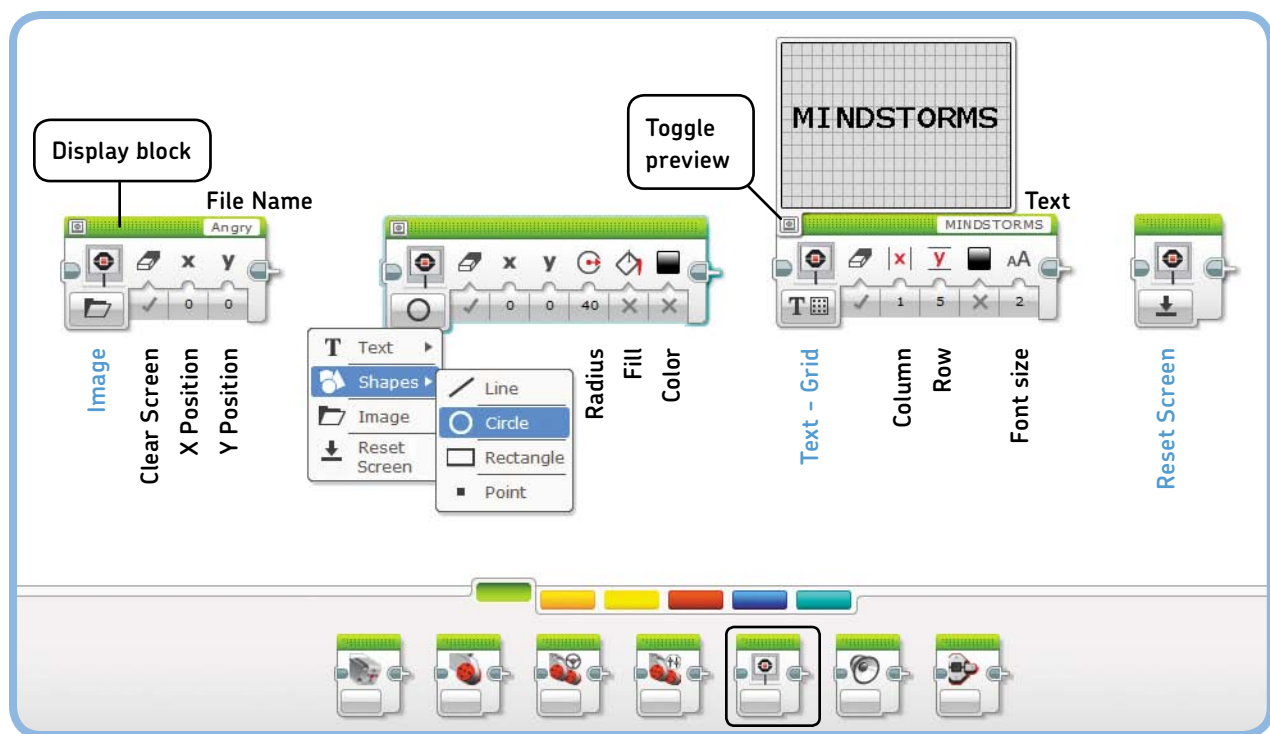 MINDSTORMS
Toggle
preview
Display block
File Name
Text
Angry
MINDSTORMS
x y
0 0
x y
0 0 40
x y
T 1 5 2
AA
Image
Clear Screen
X Position
Y Position
T Text
Shapes
Image
Reset
Screen
Line
Circle
Rectangle
Point
Radius
Fill
Color
Text – Grid
Column
Row
Font size
Reset Screen